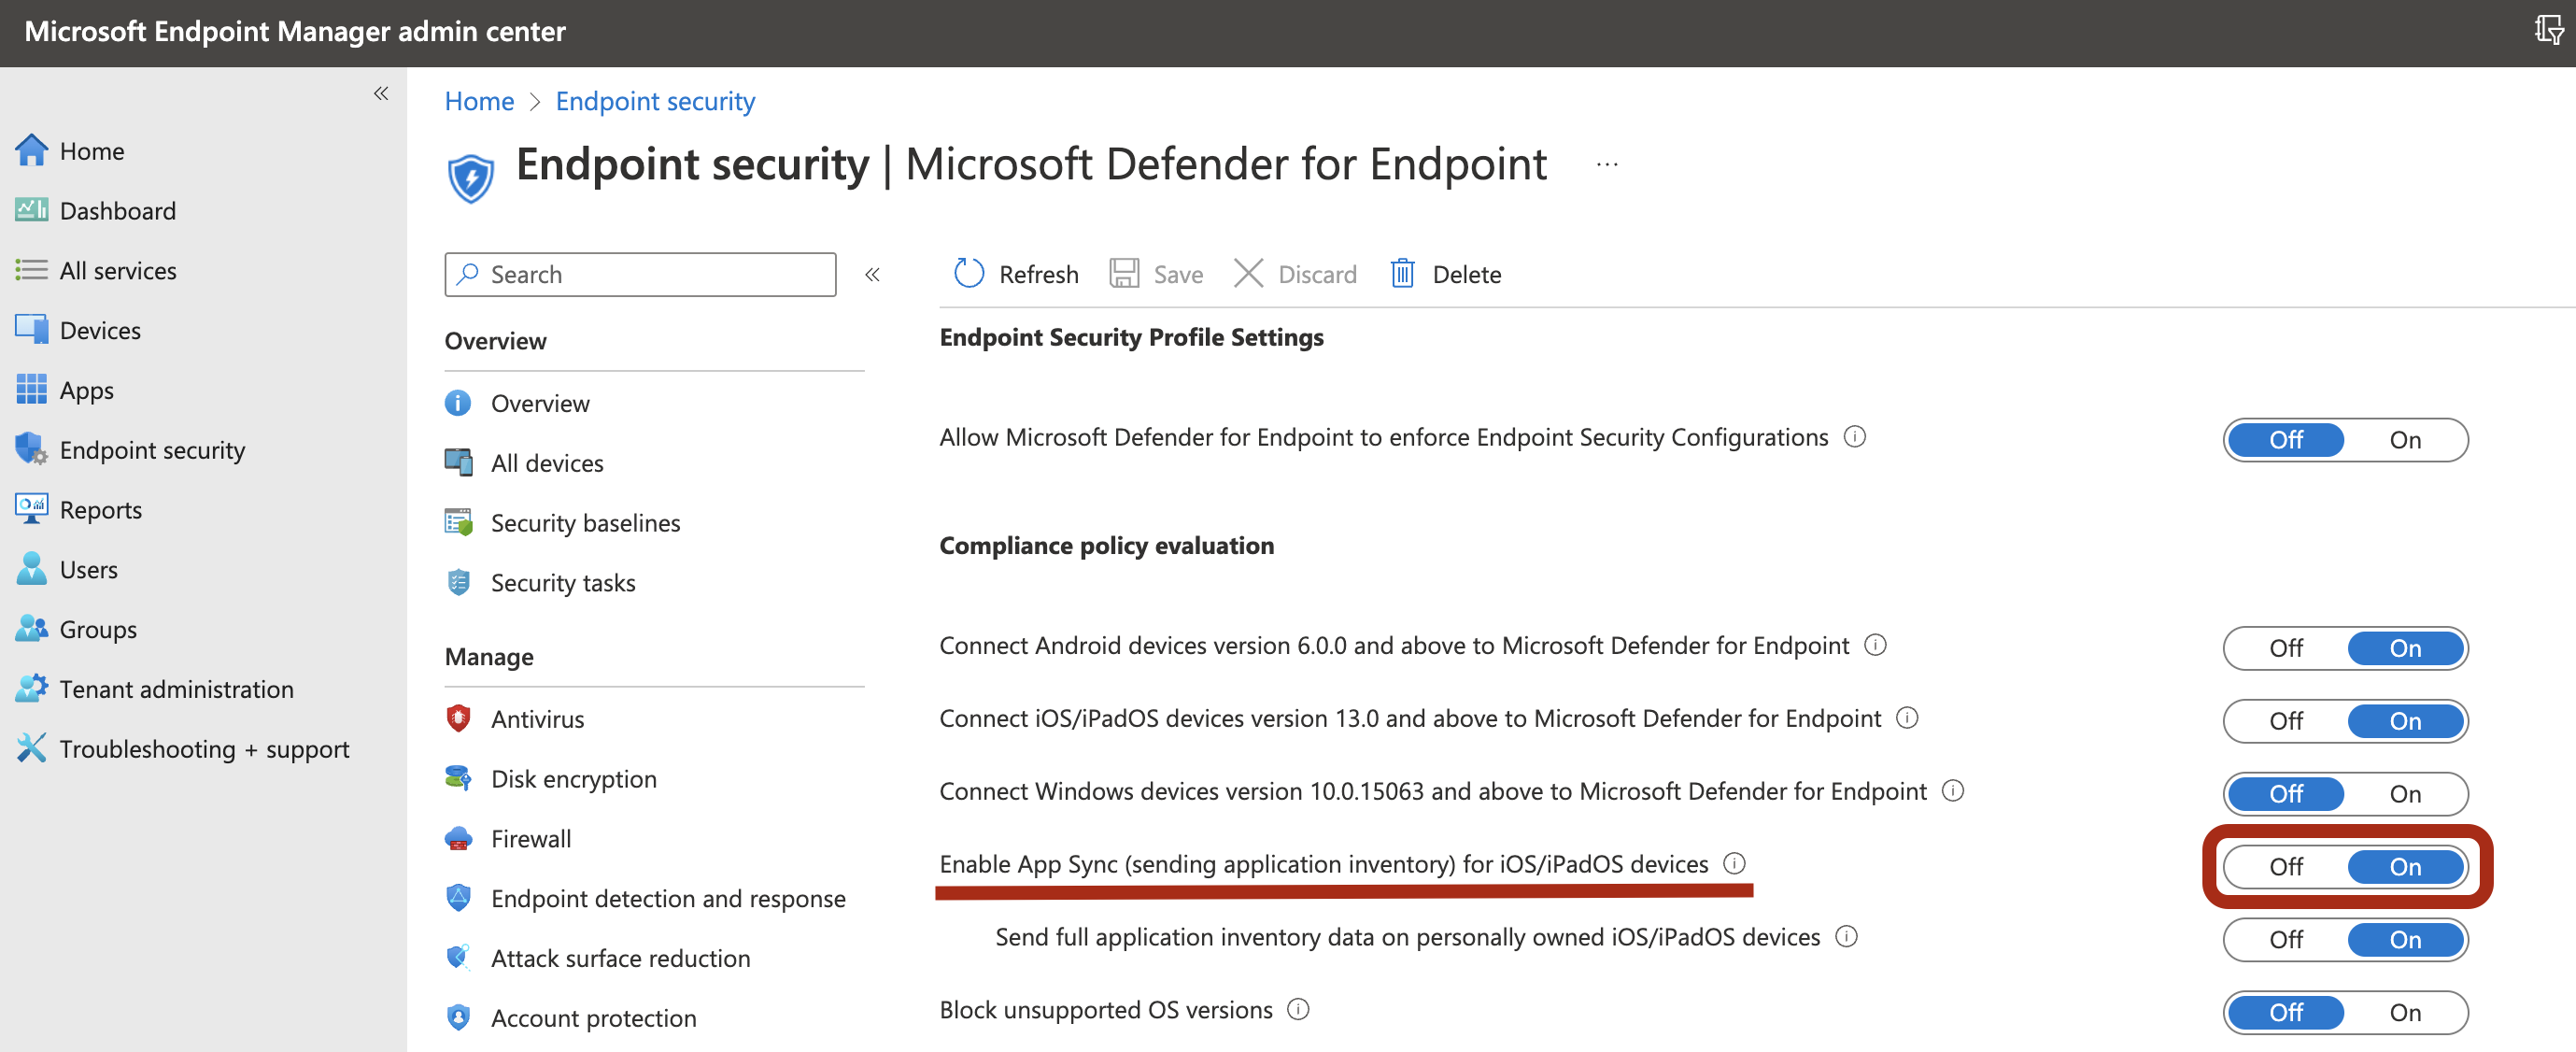 Microsoft Endpoint Manager admin center
Home
Dashboard
All services
Devices
Apps
Endpoint security
Reports
Users
Groups
Tenant administration
Troubleshooting + support
Home > Endpoint security
Endpoint security | Microsoft Defender for Endpoint ...
Search
Overview
Overview
All devices
Security baselines
Security tasks
Manage
Antivirus
Disk encryption
Firewall
Endpoint detection and response
Attack surface reduction
Account protection
Refresh Save Discard Delete
Endpoint Security Profile Settings
Allow Microsoft Defender for Endpoint to enforce Endpoint Security Configurations Off On
Compliance policy evaluation
Connect Android devices version 6.0.0 and above to Microsoft Defender for Endpoint Off On
Connect iOS/iPadOS devices version 13.0 and above to Microsoft Defender for Endpoint Off On
Connect Windows devices version 10.0.15063 and above to Microsoft Defender for Endpoint Off On
Enable App Sync (sending application inventory) for iOS/iPadOS devices Off On
Send full application inventory data on personally owned iOS/iPadOS devices Off On
Block unsupported OS versions Off On